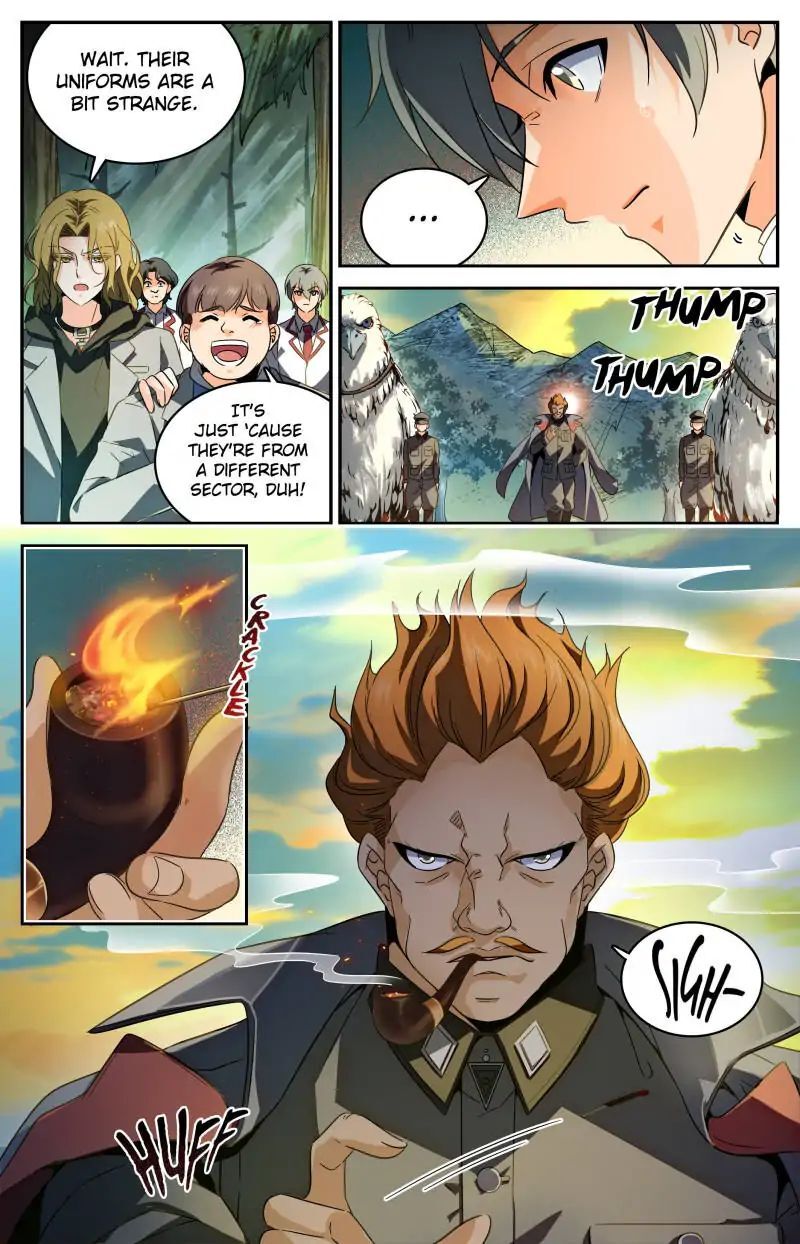 WAIT. THEIR
UNIFORMS ARE A
BIT STRANGE.
...
IT'S
JUST 'CAUSE
THEY'RE FROM
A DIFFERENT
SECTOR, DUH!
THUMP
THUMP
CRACKLE
SIGH-
HUFF